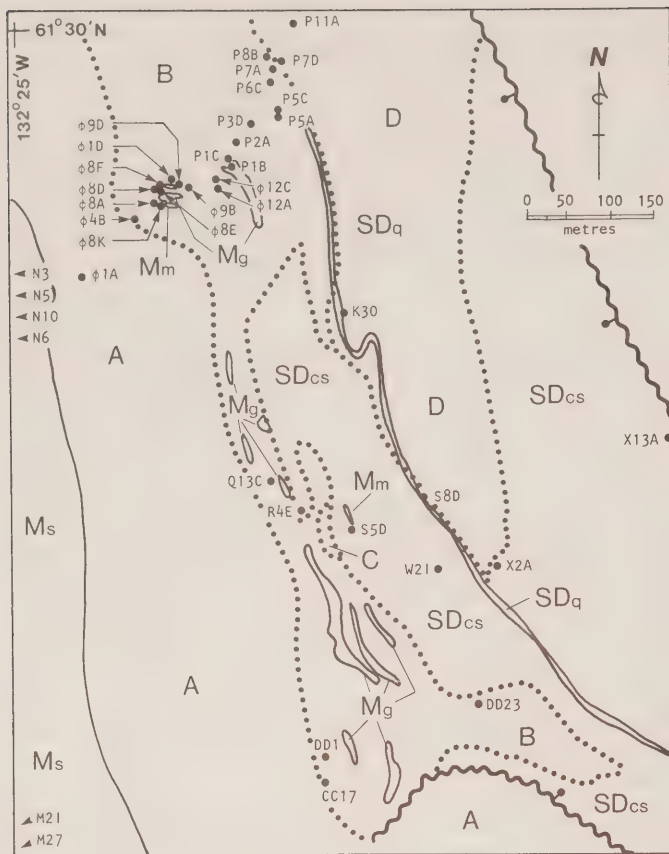 61°30'N
132°25'W
P11A
B
P8B
P7D
P7A
P6C
D
N
P5C
P5A
P3D
P2A
φ9D
φ1D
φ8F
φ8D
φ8A
φ4B
φ8K
P1C
P1B
φ12C
φ12A
φ9B
φ8E
Mm
Mg
SDq
0 50 100 150
metres
N3
N5
N10
N6
φ1A
A
K30
SDcs
SDcs
D
Mg
X13A
Q13C
Mm
S8D
R4E
S5D
Ms
C
W21
X2A
SDq
SDcs
A
Mg
DD23
DD1
B
Ms
CC17
SDcs
A
M21
M27